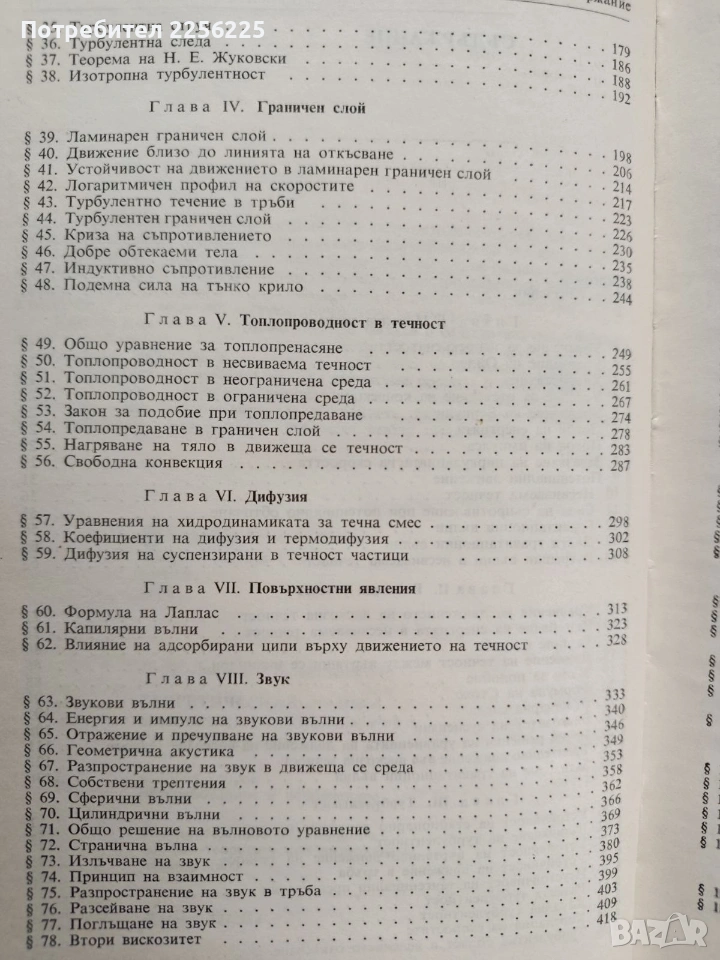 Потребител 2256225
ржание
§ 36. Турбулентна следа . . . 179
§ 37. Теорема на Н. Е. Жуковски . . . 186
§ 38. Изотропна турбулентност . . . 188
192
Глава IV. Граничен слой
§ 39. Ламинарен граничен слой . . .
§ 40. Движение близо до линията на откъсване . . . 198
§ 41. Устойчивост на движението в ламинарен граничен слой 206
§ 42. Логаритмичен профил на скоростите . . . 214
§ 43. Турбулентно течение в тръби . . . 217
§ 44. Турбулентен граничен слой . . . 223
§ 45. Криза на съпротивлението . . . 226
§ 46. Добре обтекаеми тела . . . 230
§ 47. Индуктивно съпротивление . . . 235
§ 48. Подемна сила на тънко крило . . . 238
244
Глава V. Топлопроводност в течност
§ 49. Общо уравнение за топлопренасяне . . . 249
§ 50. Топлопроводност в несвиваема течност . . . 255
§ 51. Топлопроводност в неограничена среда . . . 261
§ 52. Топлопроводност в ограничена среда . . . 267
§ 53. Закон за подобие при топлопредаване . . . 274
§ 54. Топлопредаване в граничен слой . . . 278
§ 55. Нагряване на тяло в движеща се течност . . . 283
§ 56. Свободна конвекция . . . 287
Глава VI. Дифузия
§ 57. Уравнения на хидродинамиката за течна смес . . . 298
§ 58. Коефициенти на дифузия и термодифузия . . . 302
§ 59. Дифузия на суспензирани в течност частици . . . 308
Глава VII. Повърхностни явления
§ 60. Формула на Лаплас . . . 313
§ 61. Капилярни вълни . . . 323
§ 62. Влияние на адсорбирани ципи върху движението на течност . . . 328
Глава VIII. Звук
§ 63. Звукови вълни . . . 333
§ 64. Енергия и импулс на звукови вълни . . . 340
§ 65. Отражение и пречупване на звукови вълни . . . 346
§ 66. Геометрична акустика . . . 349
§ 67. Разпространение на звук в движеща се среда . . . 353
§ 68. Собствени трептения . . . 358
§ 69. Сферични вълни . . . 362
§ 70. Цилиндрични вълни . . . 366
§ 71. Общо решение на вълновото уравнение . . . 369
§ 72. Странична вълна . . . 373
§ 73. Излъчване на звук . . . 380
§ 74. Принцип на взаимност . . . 395
§ 75. Разпространение на звук в тръба . . . 399
§ 76. Разсейване на звук . . . 403
§ 77. Поглъщане на звук . . . 409
§ 78. Втори вискозитет . . . 418
BAZAR